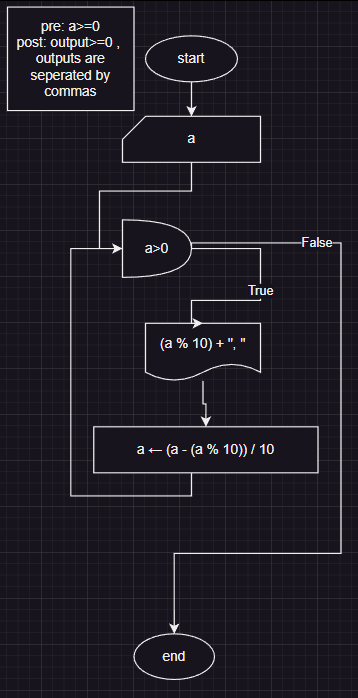 pre: a>=0
post: output>=0 ,
outputs are
seperated by
commas
start
a
a>0
False
True
(a % 10) + ", "
a ← (a - (a % 10)) / 10
end